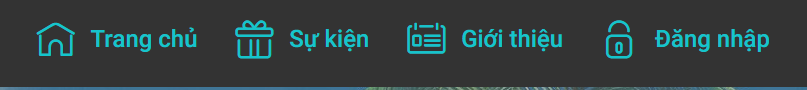 Trang chủ Sự kiện Giới thiệu Đăng nhập